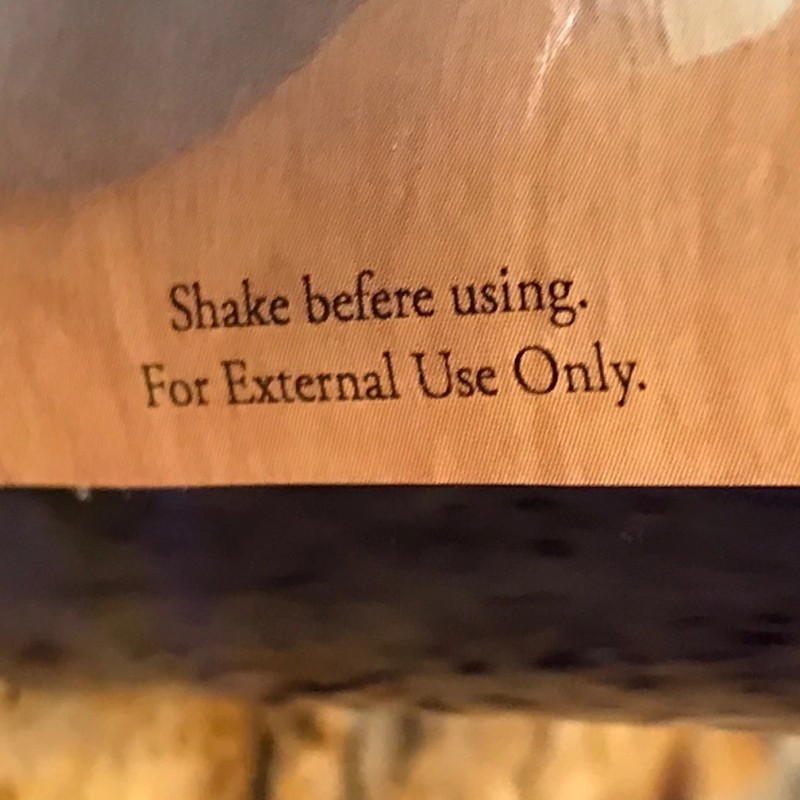 Shake befere using.
For External Use Only.